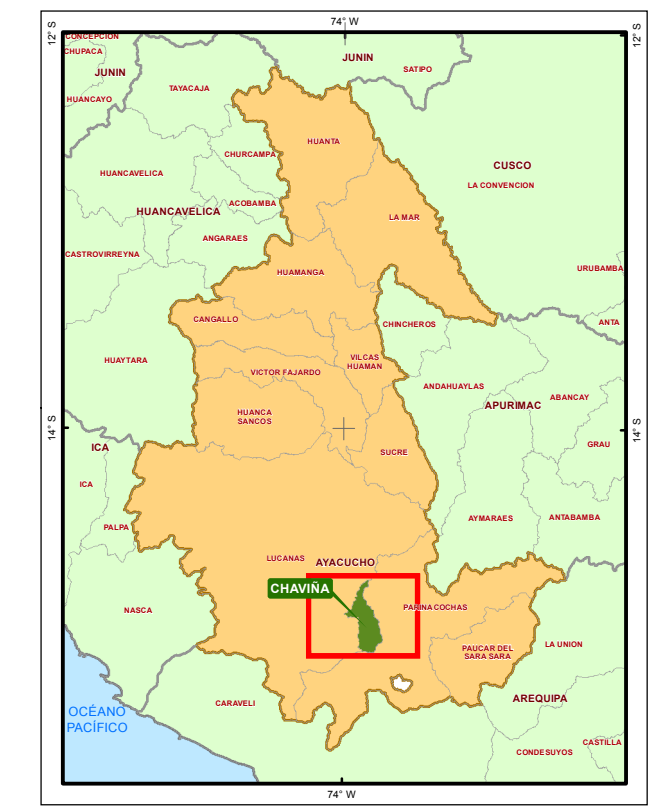 74° W
12° S
12° S
CONCEPCION
CHUPACA
JUNIN
JUNIN
SATIPO
TAYACAJA
HUANCAYO
HUANTA
CHURCAMPA
CUSCO
HUANCAVELICA
LA CONVENCION
ACOBAMBA
HUANCAVELICA
LA MAR
ANGARAES
CASTROVIRREYNA
URUBAMBA
HUAMANGA
CANGALLO
CHINCHEROS
ANTA
VILCAS
HUAMAN
HUAYTARA
VICTOR FAJARDO
ANDAHUAYLAS
ABANCAY
APURIMAC
HUANCA
SANCOS
14° S
14° S
GRAU
ICA
SUCRE
ICA
AYMARAES
ANTABAMBA
PALPA
LUCANAS
AYACUCHO
CHAVIÑA
NASCA
PARINACOCHAS
PAUCAR DEL
SARA SARA
LA UNION
CARAVELI
AREQUIPA
OCÉANO
PACÍFICO
CASTILLA
CONDESUYOS
74° W